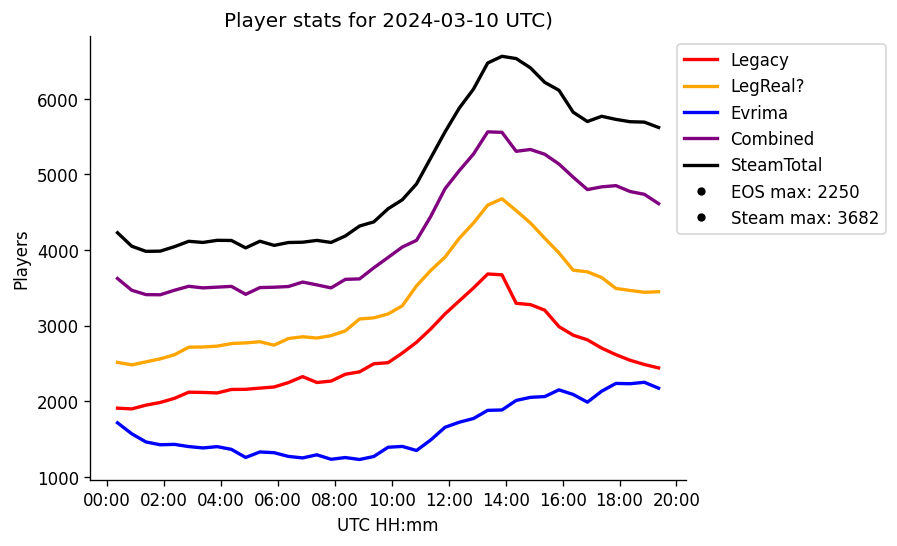 Player stats for 2024-03-10 UTC)
Legacy
LegReal?
Evrima
Combined
SteamTotal
EOS max: 2250
Steam max: 3682
Players
6000
5000
4000
3000
2000
1000
00:00 02:00 04:00 06:00 08:00 10:00 12:00 14:00 16:00 18:00 20:00
UTC HH:mm